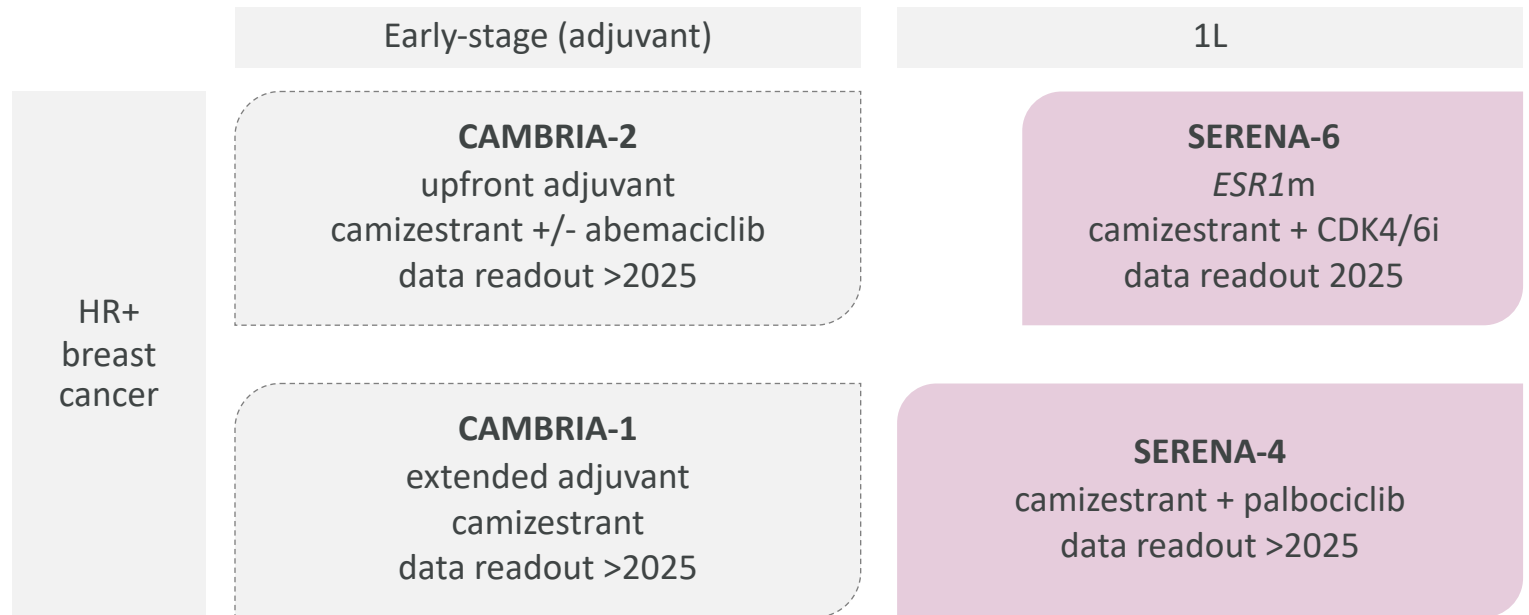 Early-stage (adjuvant)
1L
HR+
breast
cancer
CAMBRIA-2
upfront adjuvant
camizestrant +/- abemaciclib
data readout >2025
SERENA-6
ESR1m
camizestrant + CDK4/6i
data readout 2025
CAMBRIA-1
extended adjuvant
camizestrant
data readout >2025
SERENA-4
camizestrant + palbociclib
data readout >2025